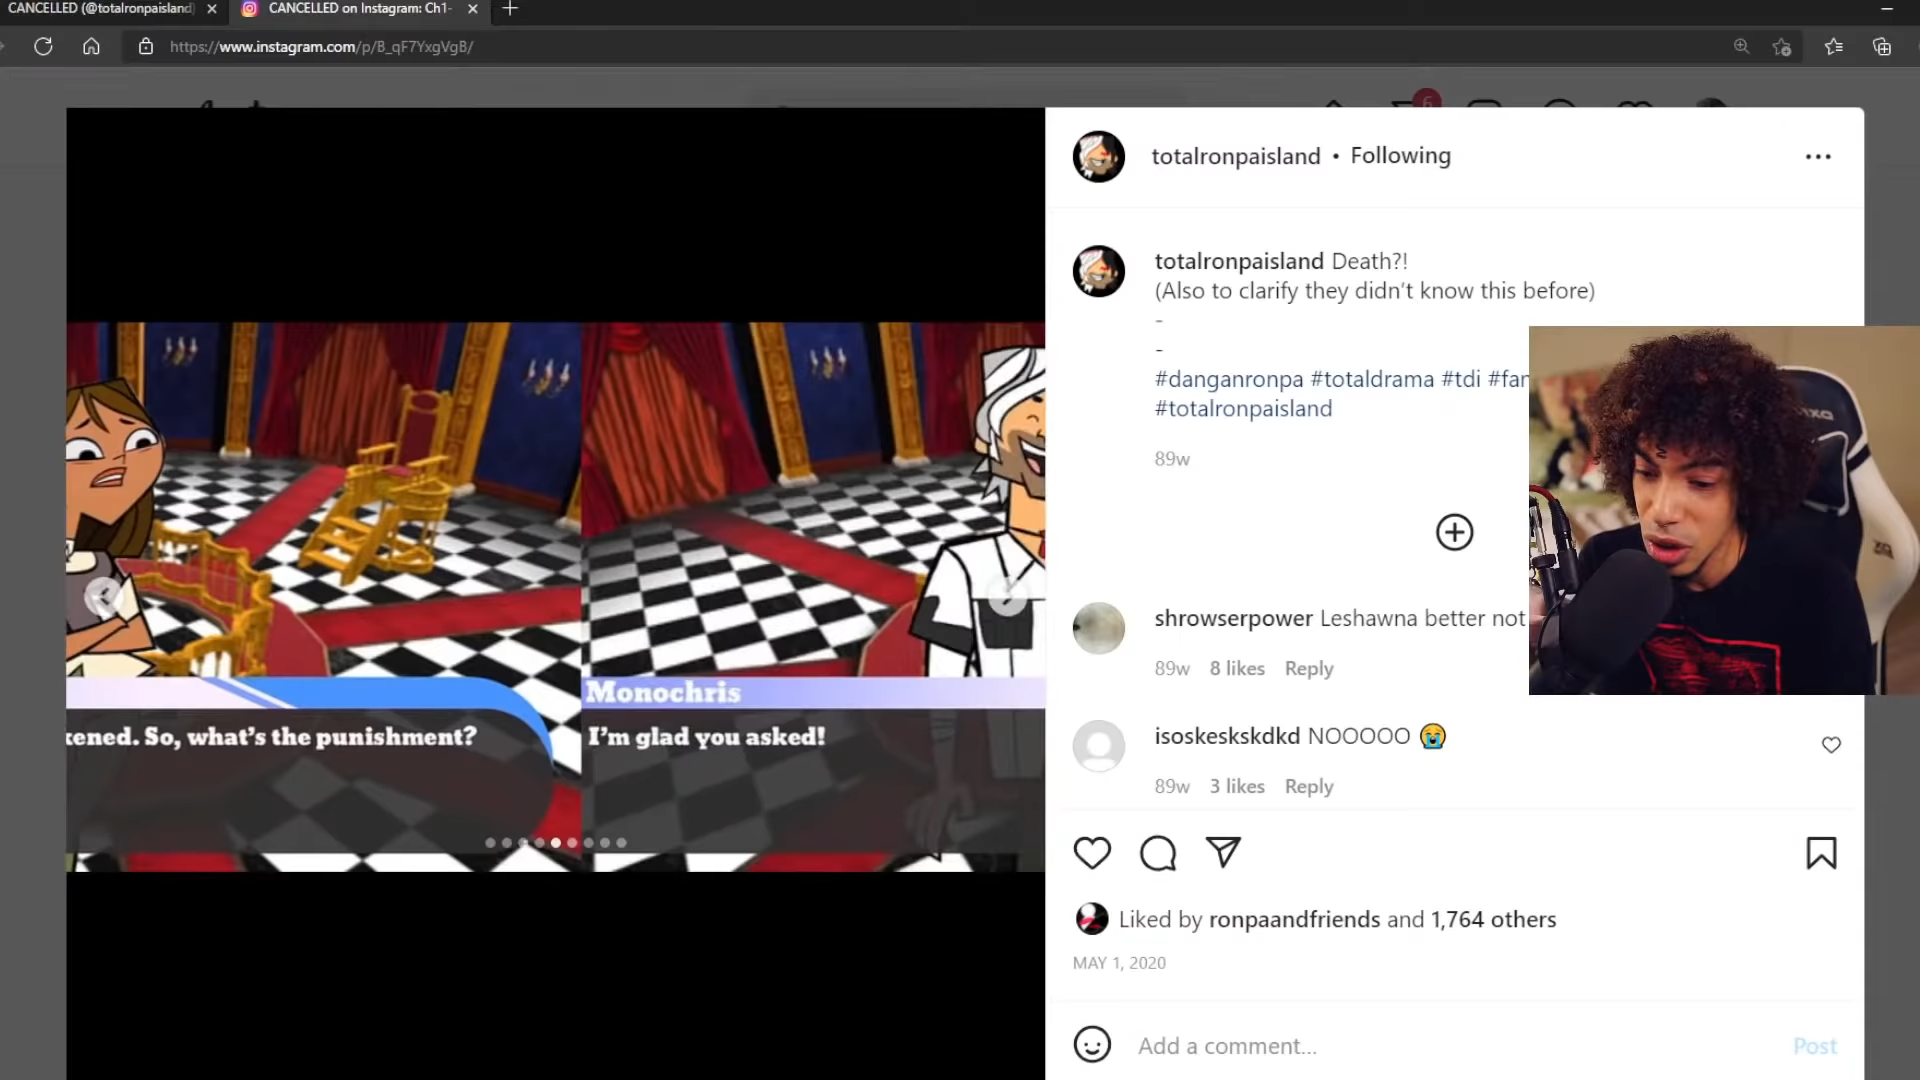 CANCELLED (@totalronpaisland)
CANCELLED on Instagram: Ch1-
https://www.instagram.com/p/B_qF7YxgVgB/
6
totalronpaisland • Following
totalronpaisland Death?!
(Also to clarify they didn't know this before)
-
-
#danganronpa #totaldrama #tdi #fan
#totalronpaisland
89w
shrowserpower Leshawna better not
89w 8 likes Reply
isoskeskskdkd NOOOOO 😭
89w 3 likes Reply
Liked by ronpaandfriends and 1,764 others
MAY 1, 2020
Add a comment...
Post
kened. So, what's the punishment?
Monochris
I'm glad you asked!